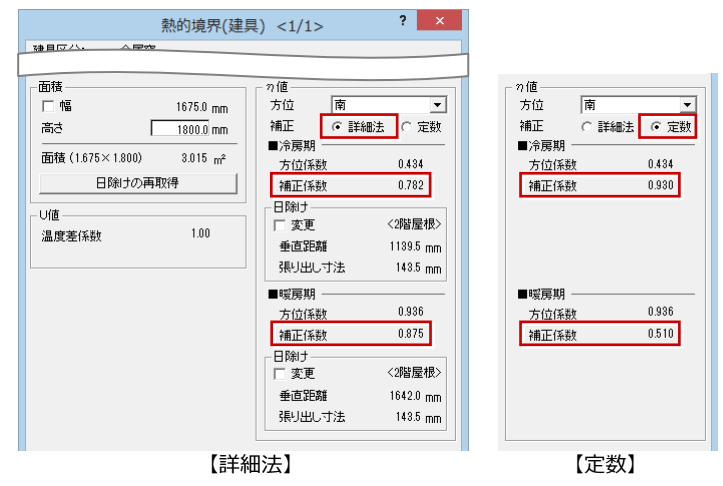 熱的境界(建具) <1/1>
?
×
面積
幅 1675.0 mm
高さ 1800.0 mm
面積 (1.675×1.800) 3.015 m²
日除けの再取得
U値
温度差係数 1.00
η値
方位 南
補正 詳細法 定数
■冷房期
方位係数 0.434
補正係数 0.782
日除け
変更 <2階屋根>
垂直距離 1139.5 mm
張り出し寸法 143.5 mm
■暖房期
方位係数 0.936
補正係数 0.875
日除け
変更 <2階屋根>
垂直距離 1642.0 mm
張り出し寸法 143.5 mm
【詳細法】
η値
方位 南
補正 詳細法 定数
■冷房期
方位係数 0.434
補正係数 0.930
■暖房期
方位係数 0.936
補正係数 0.510
【定数】